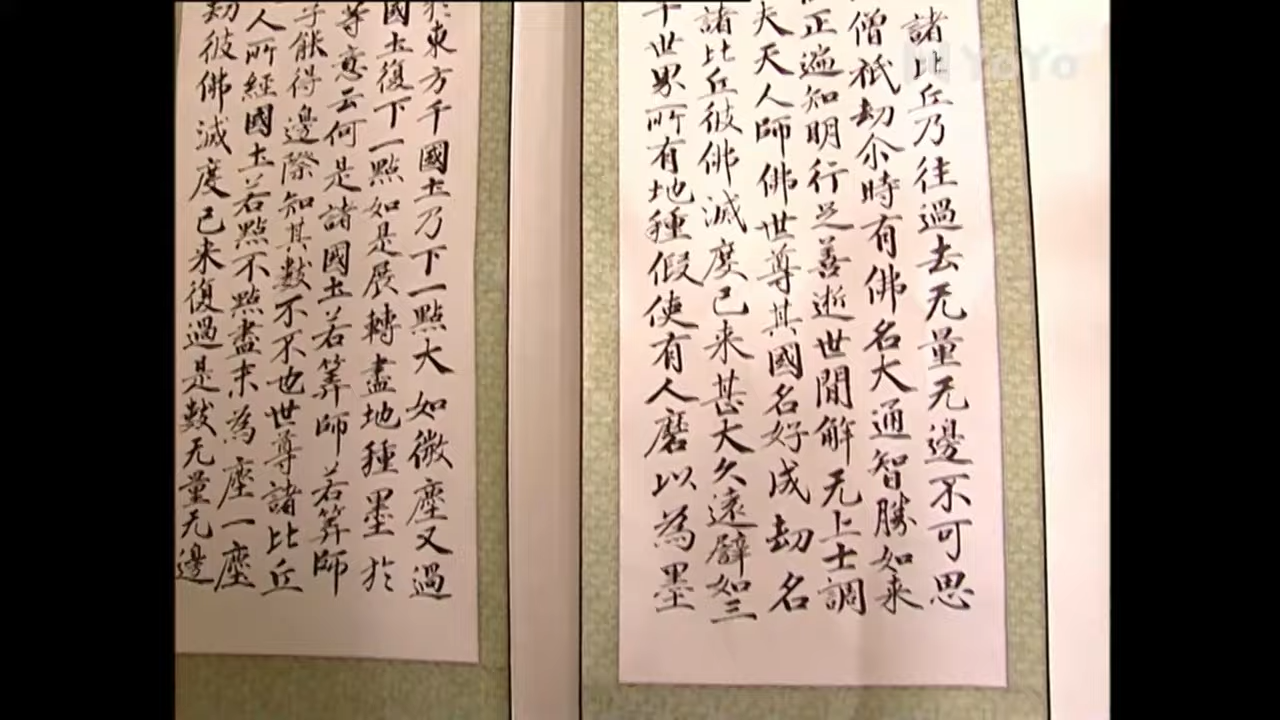 諸比丘乃往過去无量无邊不可思
僧祇劫尒時有佛名大通智勝如来
正遍知明行足善逝世閒解无上士調
夫天人師佛世尊其國名好成劫名
諸比丘彼佛滅度已来甚大久遠辟如三
千世界所有地種假使有人磨以為墨
於東方千國土乃下一點大如微塵又過
國土復下一點如是展轉盡地種墨於
等意云何是諸國土若筭師若筭師
子能得邊際知其數不不也世尊諸比丘
人所經國土若點不點盡末為塵一塵
劫彼佛滅度已来復過是數无量无邊
YoYo